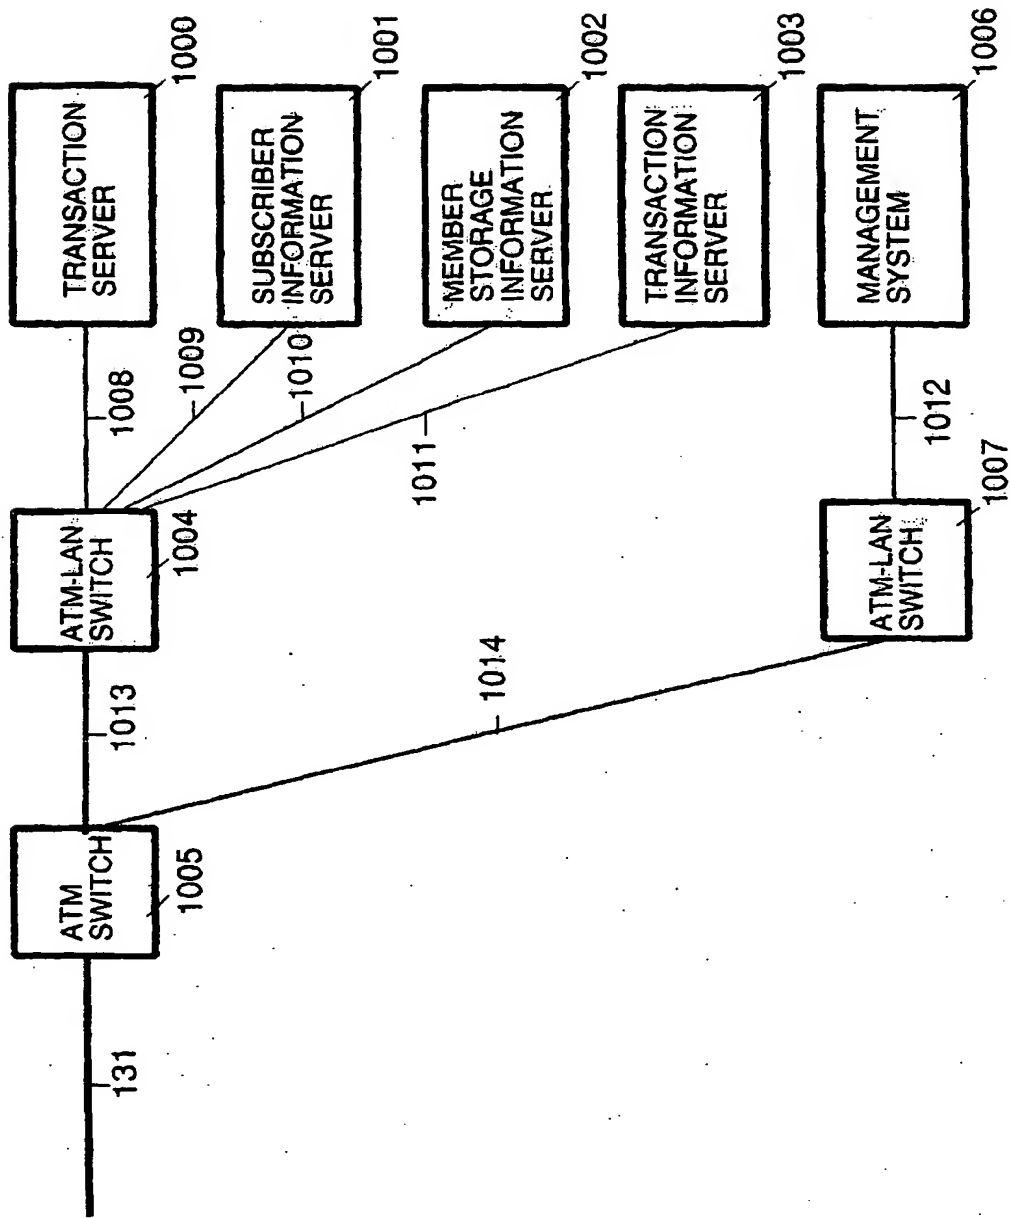 TRANSACTION
SERVER
1000
SUBSCRIBER
INFORMATION
SERVER
1001
MEMBER
STORAGE
INFORMATION
SERVER
1002
TRANSACTION
INFORMATION
SERVER
1003
MANAGEMENT
SYSTEM
1006
1008
1009
1010
1011
1012
ATM-LAN
SWITCH
1004
ATM-LAN
SWITCH
1007
1013
1014
ATM
SWITCH
1005
131